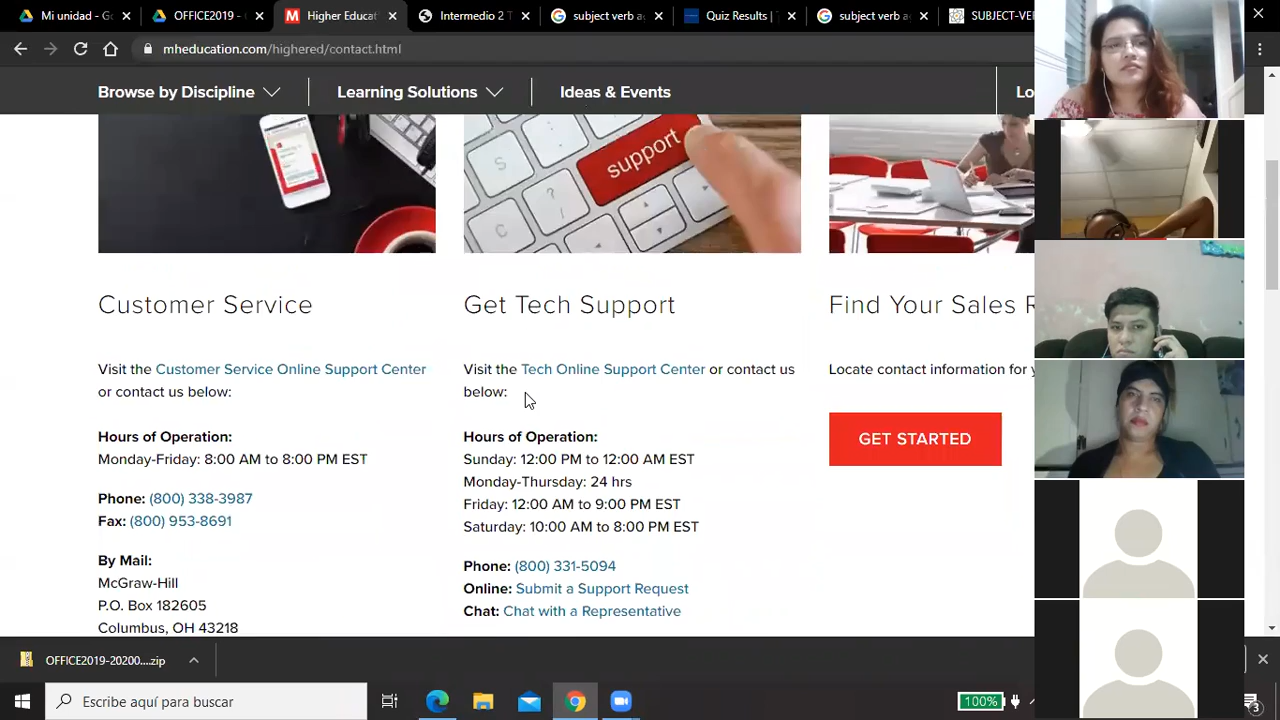 Mi unidad - Go
OFFICE2019 - G
M Higher Educat
Intermedio 2 T
subject verb a
Quiz Results |
subject verb a
SUBJECT-VE
mheducation.com/highered/contact.html
Browse by Discipline
Learning Solutions
Ideas & Events
Lo
S
?
C
support
Customer Service
Get Tech Support
Find Your Sales R
Visit the Customer Service Online Support Center
or contact us below:
Visit the Tech Online Support Center or contact us
below:
Locate contact information for y
GET STARTED
Hours of Operation:
Monday-Friday: 8:00 AM to 8:00 PM EST
Phone: (800) 338-3987
Fax: (800) 953-8691
By Mail:
McGraw-Hill
P.O. Box 182605
Columbus, OH 43218
Hours of Operation:
Sunday: 12:00 PM to 12:00 AM EST
Monday-Thursday: 24 hrs
Friday: 12:00 AM to 9:00 PM EST
Saturday: 10:00 AM to 8:00 PM EST
Phone: (800) 331-5094
Online: Submit a Support Request
Chat: Chat with a Representative
OFFICE2019-20200....zip
Escribe aquí para buscar
100%
3